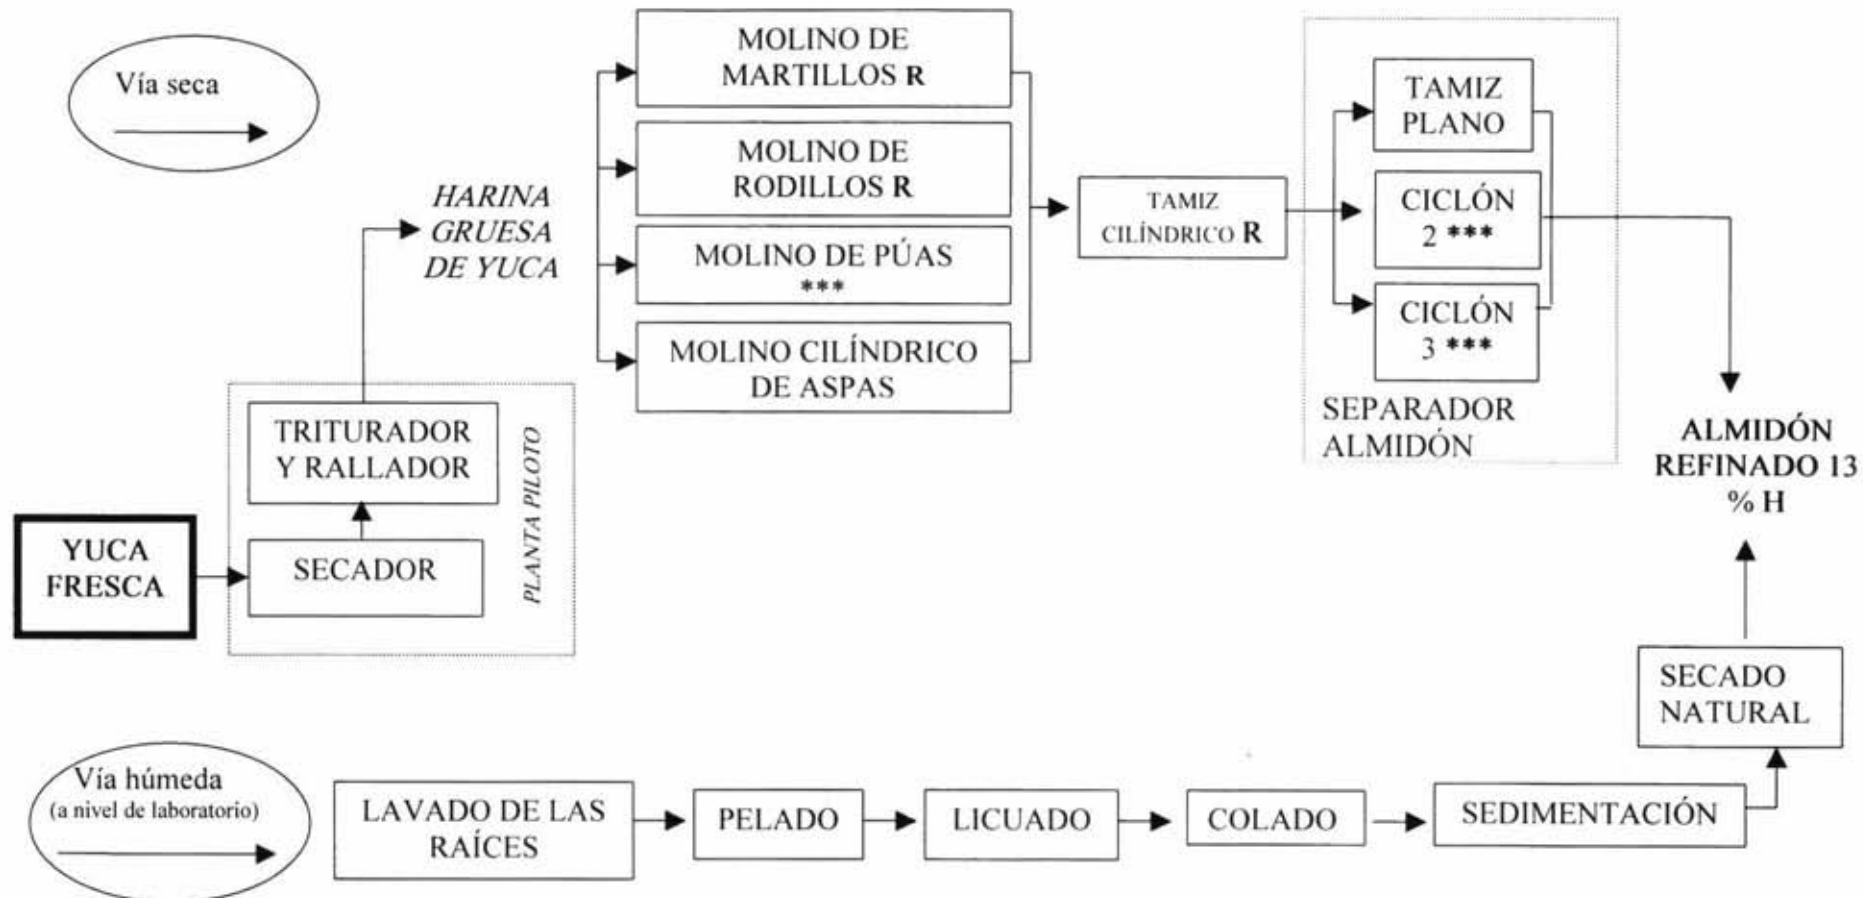 Vía seca
MOLINO DE
MARTILLOS R
MOLINO DE
RODILLOS R
MOLINO DE PÚAS
***
MOLINO CILÍNDRICO
DE ASPAS
HARINA
GRUESA
DE YUCA
TAMIZ
CILÍNDRICO R
TAMIZ
PLANO
CICLÓN
2 ***
CICLÓN
3 ***
SEPARADOR
ALMIDÓN
ALMIDÓN
REFINADO 13
% H
TRITURADOR
Y RALLADOR
SECADOR
PLANTA PILOTO
YUCA
FRESCA
SECADO
NATURAL
Vía húmeda
(a nivel de laboratorio)
LAVADO DE LAS
RAÍCES
PELADO
LICUADO
COLADO
SEDIMENTACIÓN